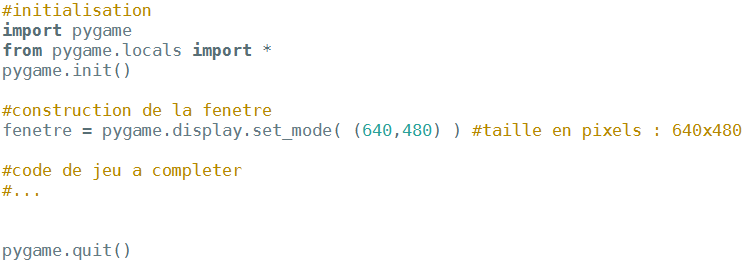 #initialisation
import pygame
from pygame.locals import *
pygame.init()
#construction de la fenetre
fenetre = pygame.display.set_mode( (640,480) ) #taille en pixels : 640x480
#code de jeu a completer
#...
pygame.quit()